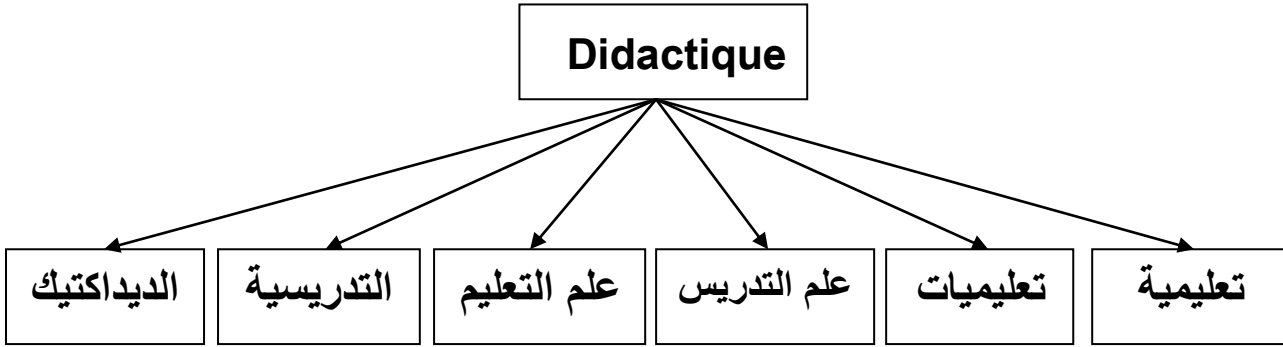 Didactique
تعليمية
تعليميات
علم التدريس
علم التعليم
التدريسية
الديداكتيك